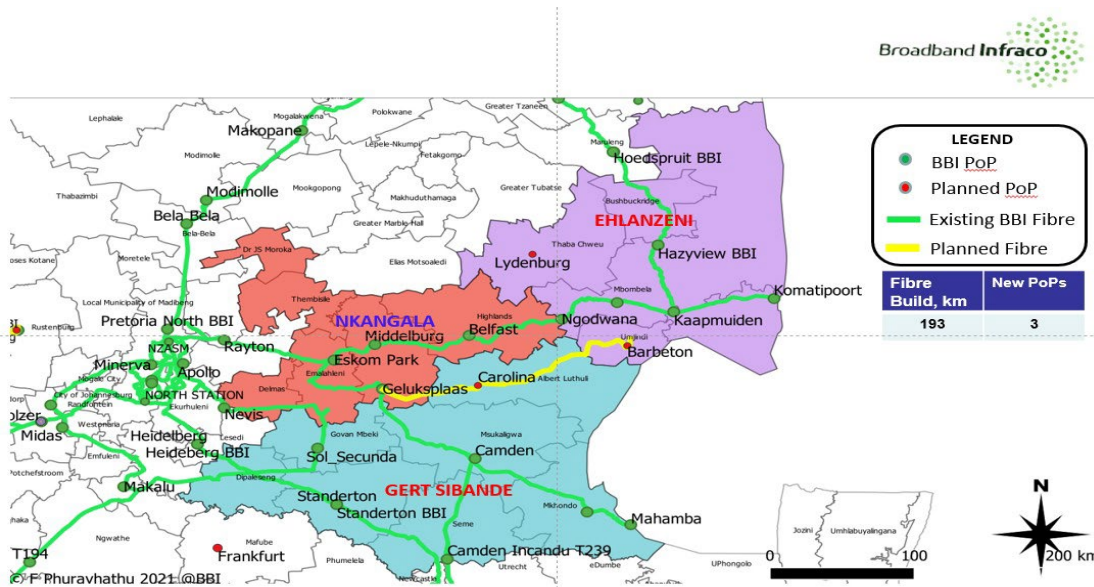 Broadband Infraco
LEGEND
BBI PoP
Planned PoP
Existing BBI Fibre
Planned Fibre
Fibre Build, km
New PoPs
193
3
Lephalale
Mogalakwena
Polokwane
Greater Tzaneen
Makopane
Lepele-Nkumpi
Maruleng
Hoedspruit BBI
Modimolle
Fetakgomo
Thabazimbi
Modimolle
Mookgopong
Makhuduthamaga
Greater Tubatse
Bushbuckridge
Bela Bela
Greater Marble Hall
EHLANZENI
Bela-Bela
Dr JS Moroka
Thaba Chweu
Hazyview BBI
Moretele
Elias Motsoaledi
Lydenburg
oses Kotane
Thembisile
Mbombela
Komatipoort
Local Municipality of Madibeng
Highlands
Ngodwana
Kaapmuiden
Rustenburg
Pretoria North BBI
NKANGALA
Middelburg
Belfast
Umjindi
NZASM
Rayton
Barbeton
Eskom Park
Minerva
Apollo
Emalahleni
Carolina
Albert Luthuli
Mogale City
Delmas
Geluksplaas
City of Johannesburg
NORTH STATION
Randfontein
Ekurhuleni
Nevis
olzer
Midas
Westonaria
Heidelberg
Lesedi
Govan Mbeki
Msukaligwa
Heideberg BBI
Sol_Secunda
Camden
Emfuleni
Potchefstroom
Dipaleseng
Makalu
Standerton
GERT SIBANDE
Mkhondo
Standerton BBI
Mahamba
Seme
Ngwathe
Mafube
T194
Frankfurt
Phumelela
Camden Incandu T239
Utrecht
eDumbe
UPhongolo
Newcastle
© F Phuravhathu 2021 @BBI
Jozini
Umhlabuyalingana
N
0
100
200 km